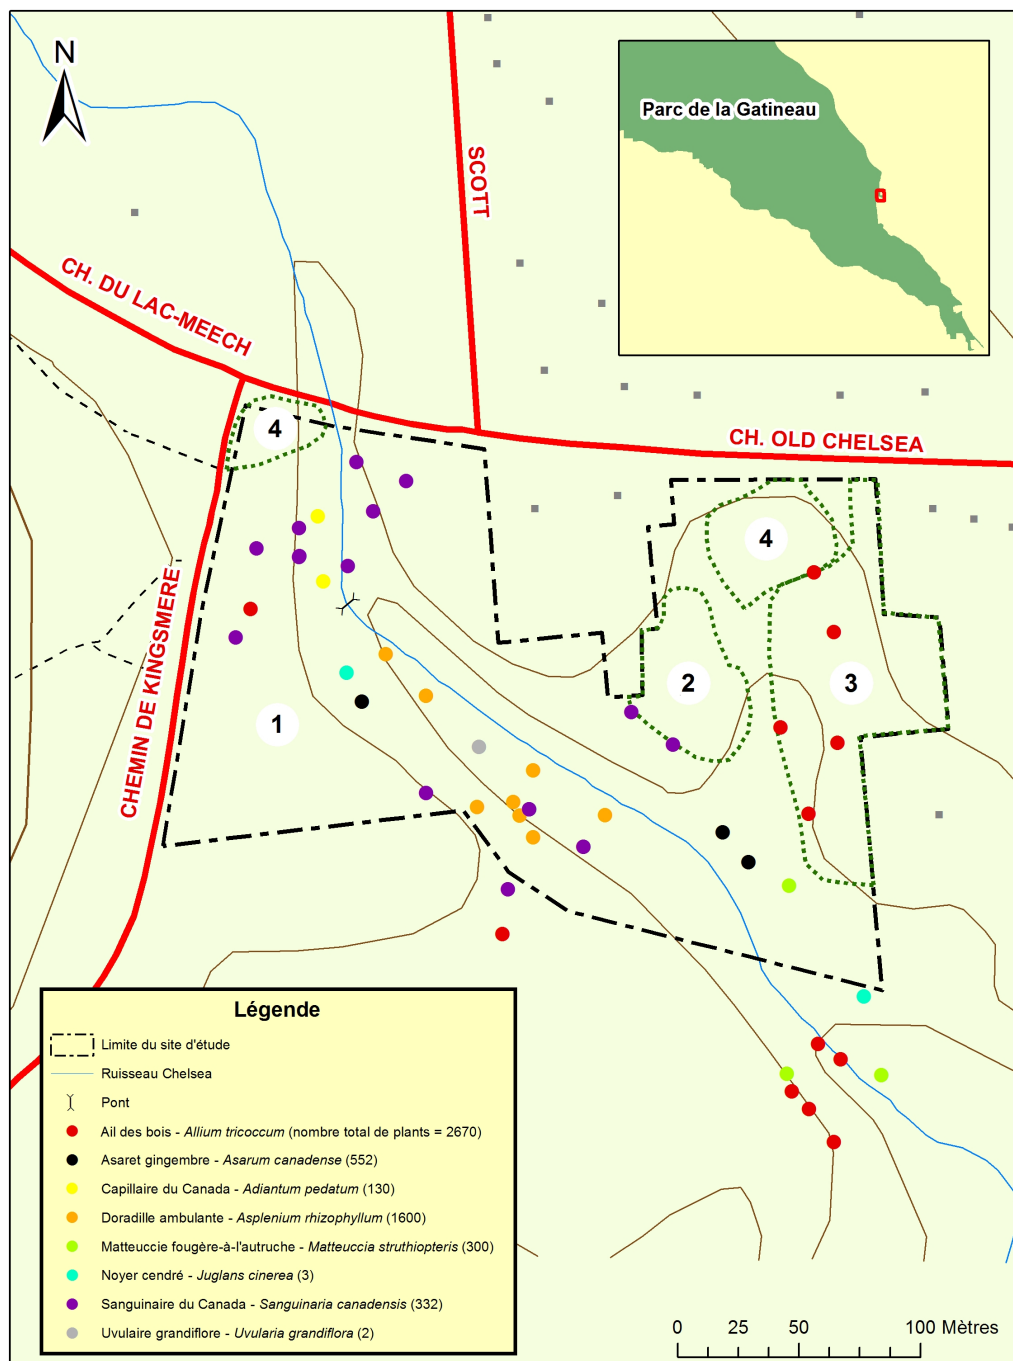 N
Parc de la Gatineau
SCOTT
CH. DU LAC-MEECH
CH. OLD CHELSEA
4
4
CHEMIN DE KINGSMERE
2
3
1
Légende
Limite du site d'étude
Ruisseau Chelsea
Pont
Ail des bois - Allium tricoccum (nombre total de plants = 2670)
Asaret gingembre - Asarum canadense (552)
Capillaire du Canada - Adiantum pedatum (130)
Doradille ambulante - Asplenium rhizophyllum (1600)
Matteuccie fougère-à-l'autruche - Matteuccia struthiopteris (300)
Noyer cendré - Juglans cinerea (3)
Sanguinaire du Canada - Sanguinaria canadensis (332)
Uvulaire grandiflore - Uvularia grandiflora (2)
0 25 50 100 Mètres